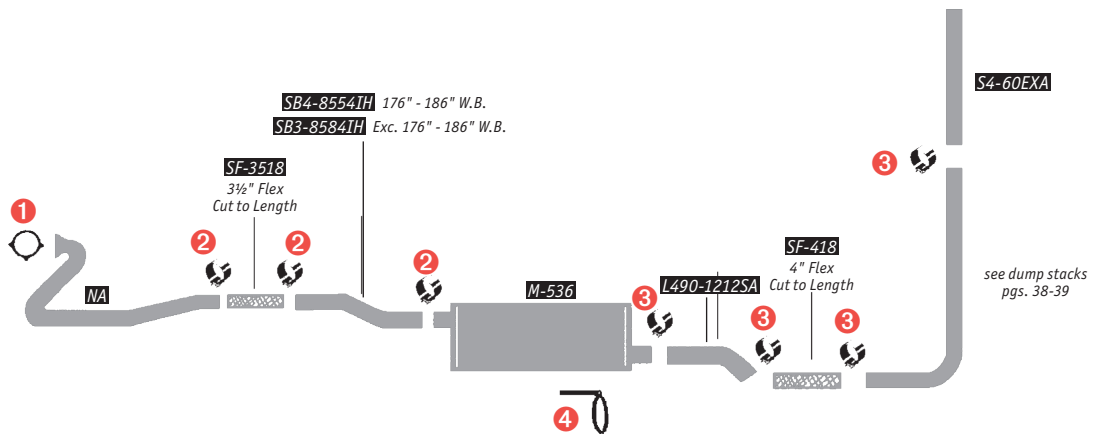 S4-60EXA
SB4-8554IH 176" - 186" W.B.
SB3-8584IH Exc. 176" - 186" W.B.
3
SF-3518
3½" Flex
Cut to Length
1
2
2
SF-418
4" Flex
Cut to Length
see dump stacks
pgs. 38-39
2
NA
M-536
L490-1212SA
3
3
3
4